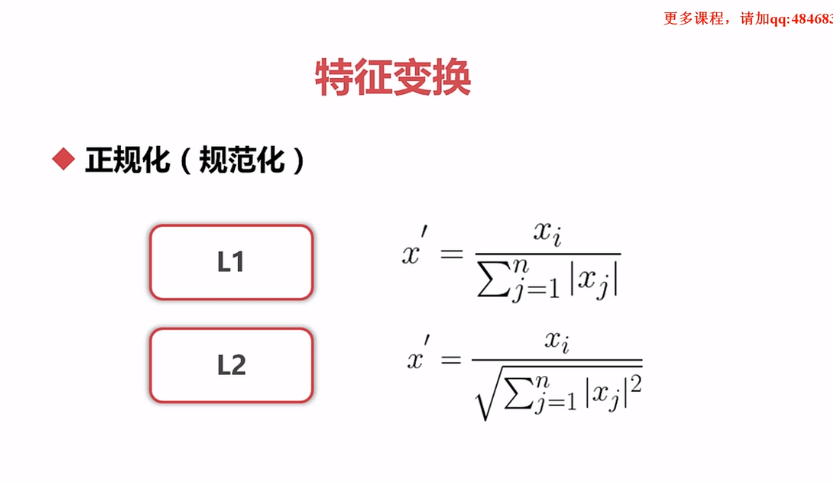 更多课程，请加qq:484683
特征变换
正规化（规范化）
L1
x' = x_i / ∑_{j=1}^{n} |x_j|
L2
x' = x_i / √(∑_{j=1}^{n} |x_j|^2)